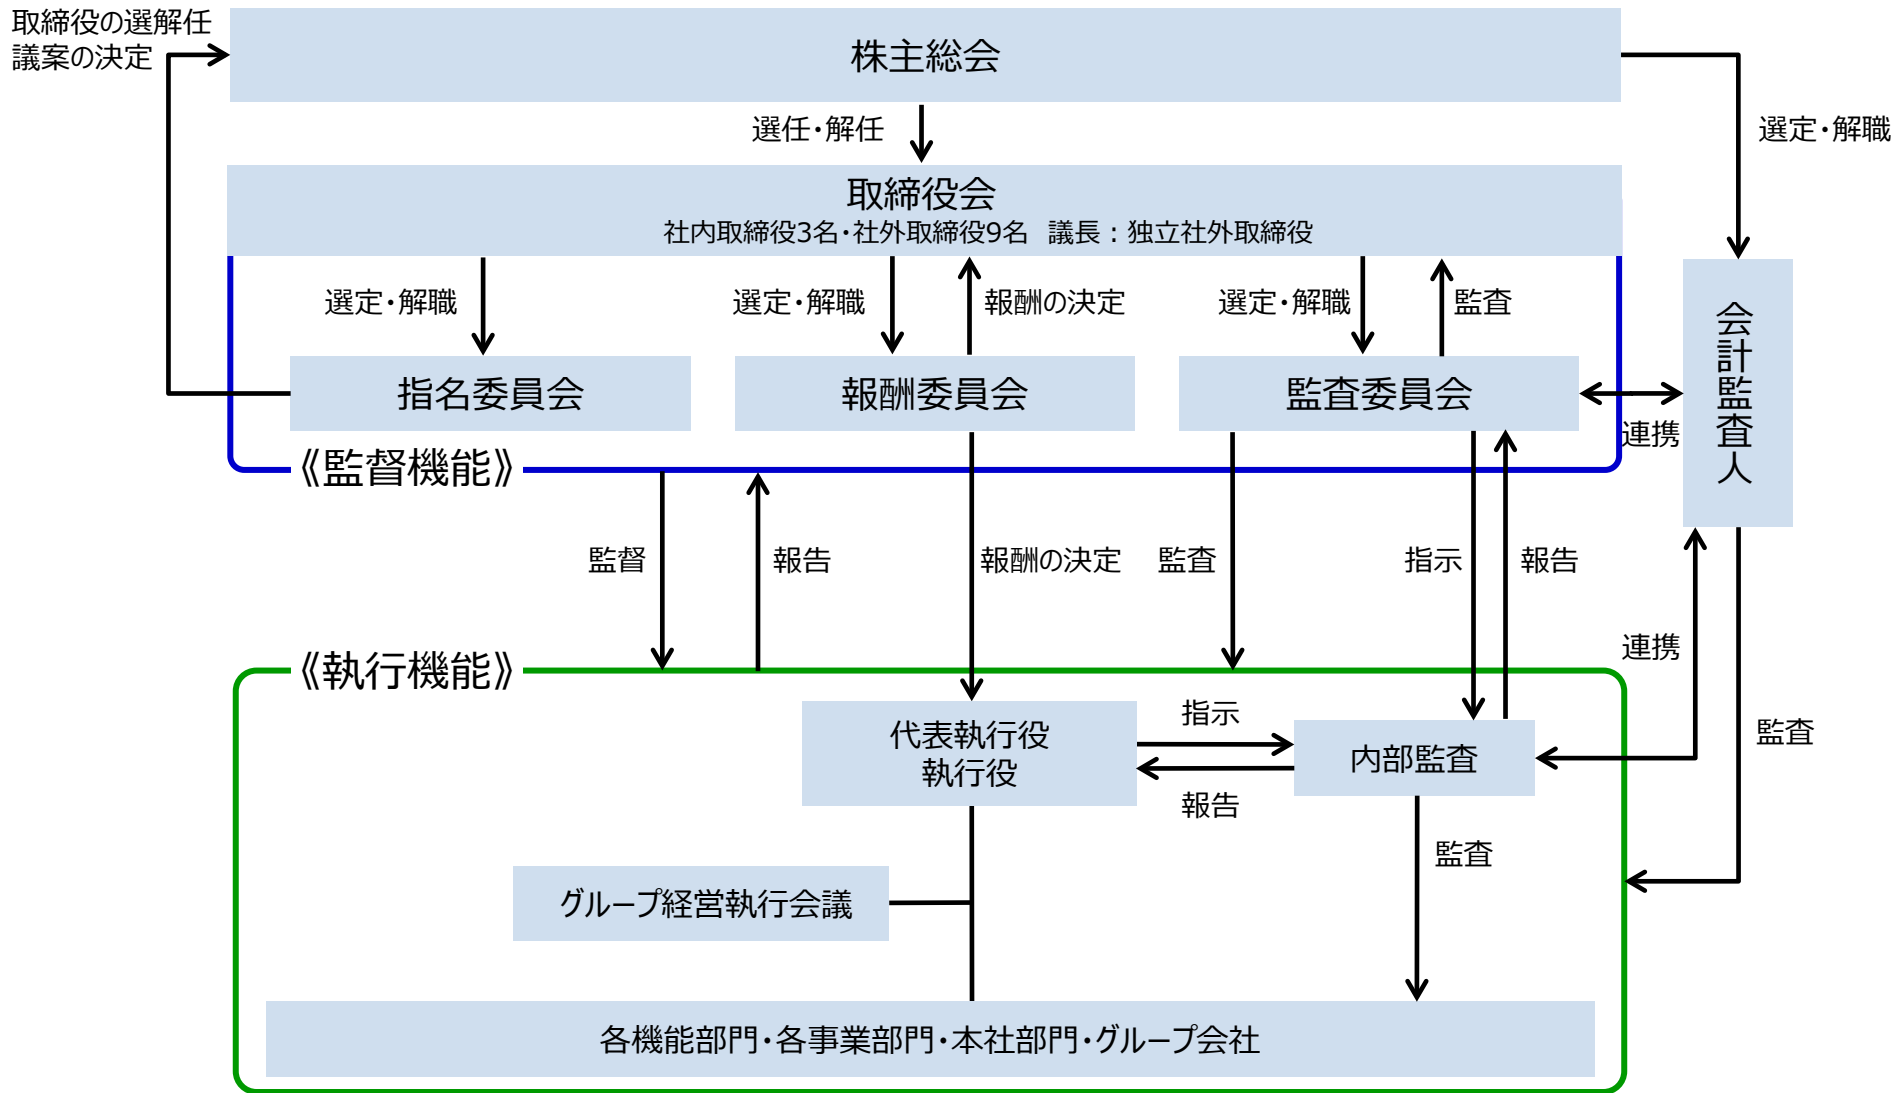 取締役の選解任
議案の決定
株主総会
選任・解任
選定・解職
取締役会
社内取締役3名・社外取締役9名　議長：独立社外取締役
選定・解職
選定・解職
報酬の決定
選定・解職
監査
会計監査人
指名委員会
報酬委員会
監査委員会
連携
《監督機能》
監督
報告
報酬の決定
監査
指示
報告
連携
《執行機能》
指示
代表執行役
執行役
内部監査
監査
報告
監査
グループ経営執行会議
各機能部門・各事業部門・本社部門・グループ会社